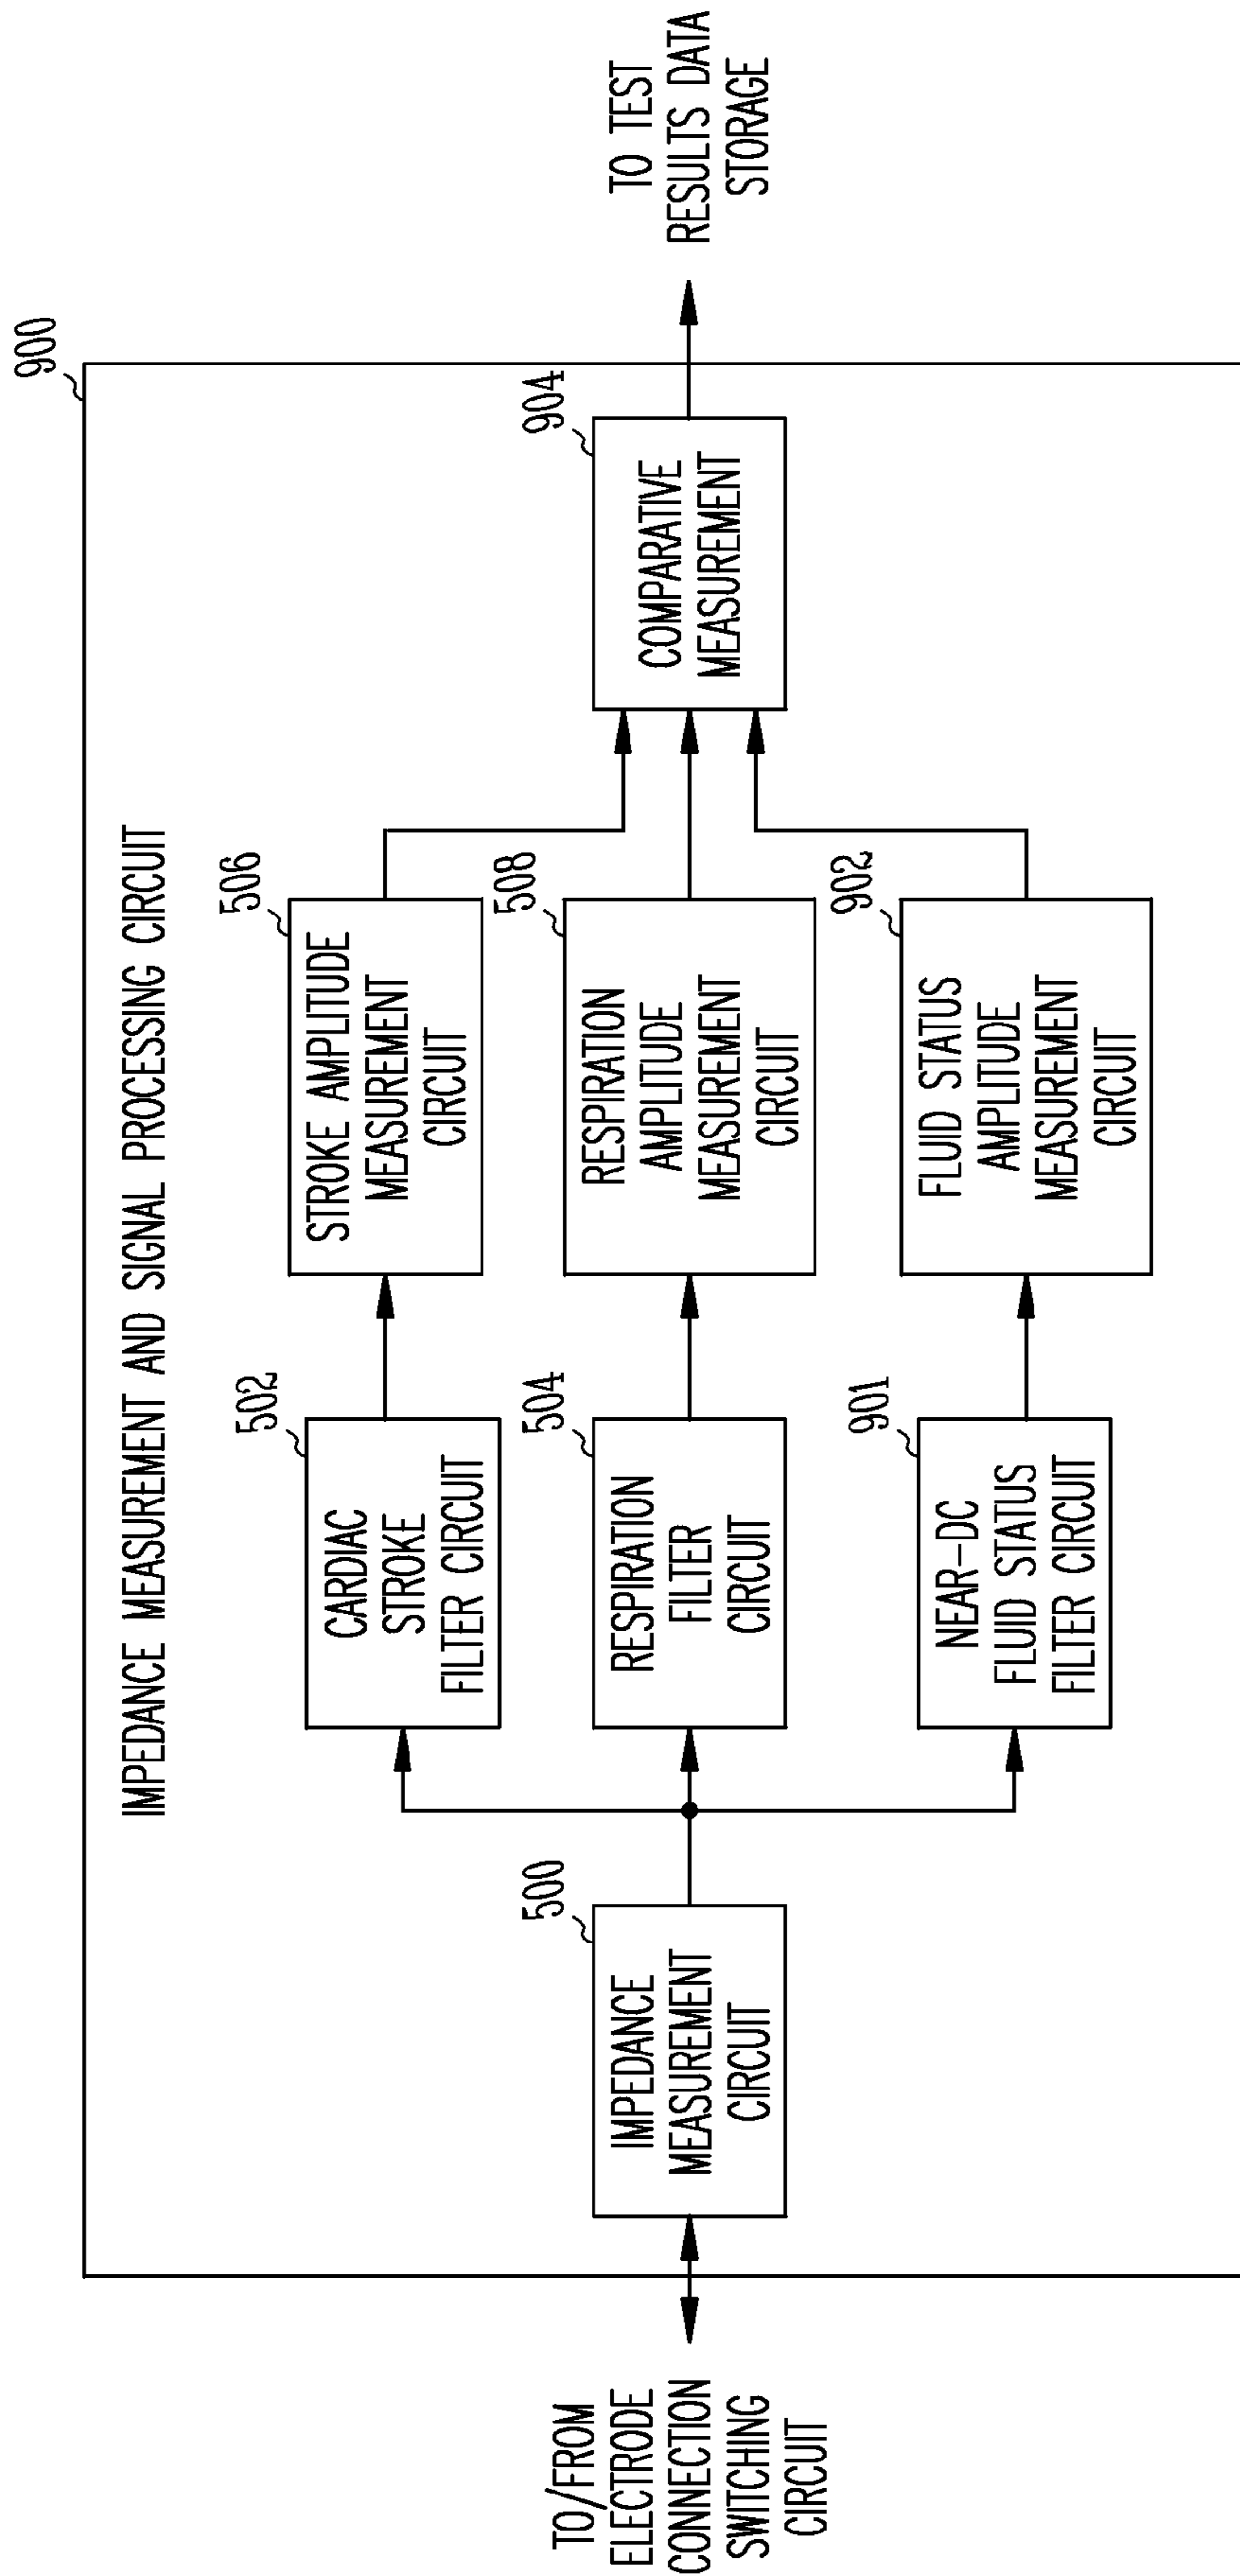 900
IMPEDANCE MEASUREMENT AND SIGNAL PROCESSING CIRCUIT
TO/FROM
ELECTRODE
CONNECTION
SWITCHING
CIRCUIT
500
IMPEDANCE
MEASUREMENT
CIRCUIT
502
CARDIAC
STROKE
FILTER CIRCUIT
504
RESPIRATION
FILTER
CIRCUIT
901
NEAR-DC
FLUID STATUS
FILTER CIRCUIT
506
STROKE AMPLITUDE
MEASUREMENT
CIRCUIT
508
RESPIRATION
AMPLITUDE
MEASUREMENT
CIRCUIT
902
FLUID STATUS
AMPLITUDE
MEASUREMENT
CIRCUIT
904
COMPARATIVE
MEASUREMENT
TO TEST
RESULTS DATA
STORAGE